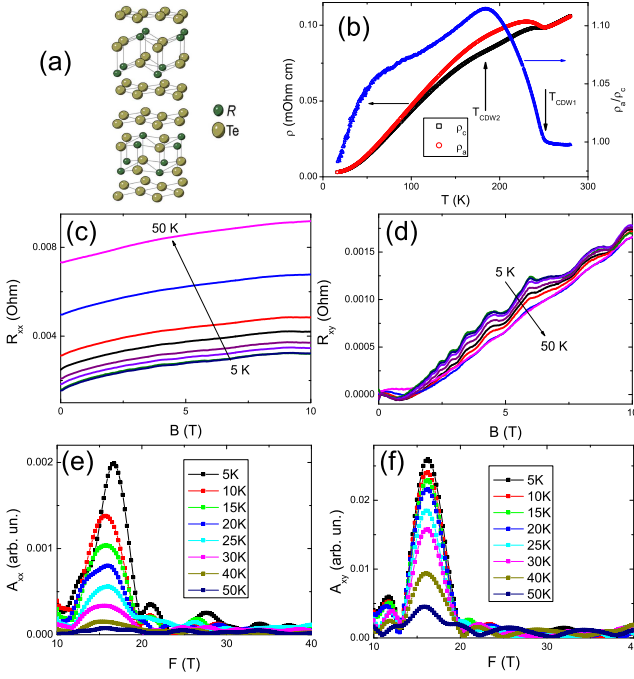 (a)
R
Te
(b)
0.10
0.05
0.00
ρ (mOhm cm)
1.10
1.05
1.00
ρa/ρc
TCDW2
TCDW1
ρc
ρa
0
100
200
300
T (K)
(c)
50 K
5 K
0.008
0.004
Rxx (Ohm)
0
5
10
B (T)
(d)
5 K
50 K
0.0015
0.0010
0.0005
0.0000
Rxy (Ohm)
0
5
10
B (T)
(e)
0.002
0.001
0.000
Axx (arb. un.)
5K
10K
15K
20K
25K
30K
40K
50K
10
20
30
40
F (T)
(f)
0.02
0.01
0.00
Axy (arb. un.)
5K
10K
15K
20K
25K
30K
40K
50K
10
20
30
40
F (T)